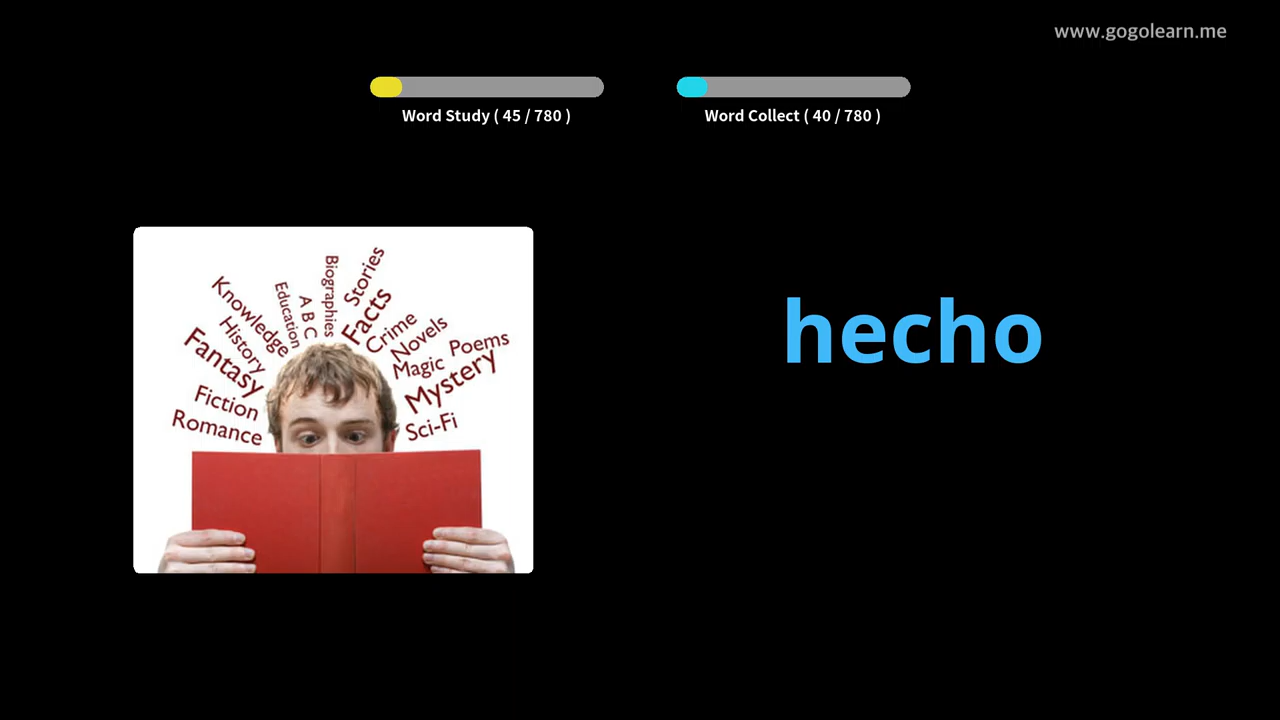 www.gogolearn.me
Word Study ( 45 / 780 )
Word Collect ( 40 / 780 )
Knowledge
Education
A B C
Biographies
Stories
Facts
History
Crime
Novels
Poems
Fantasy
Magic
Mystery
Fiction
Romance
Sci-Fi
hecho